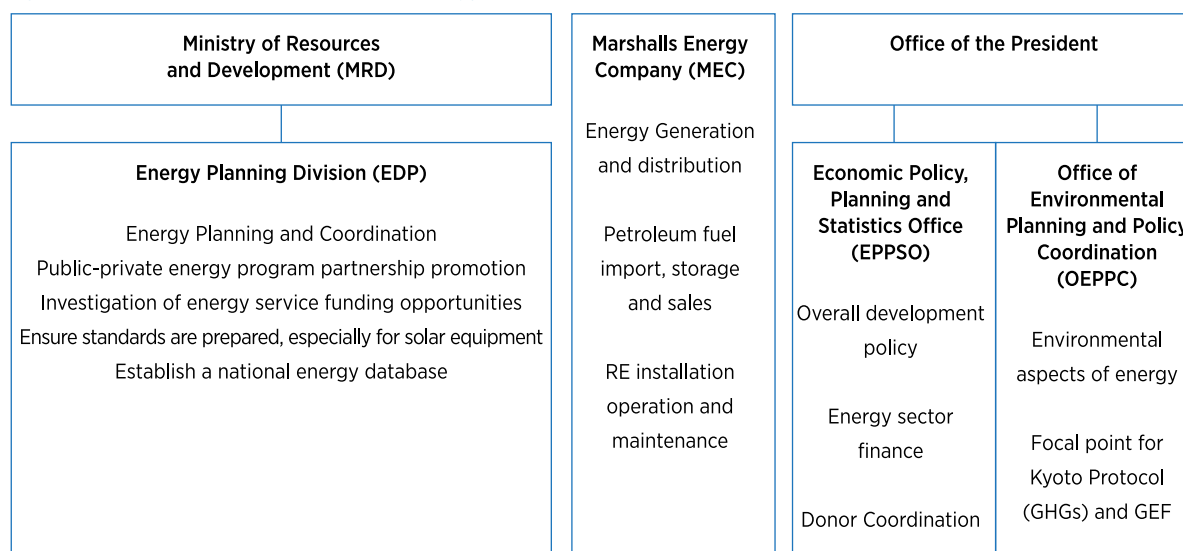 Ministry of Resources
and Development (MRD)
Energy Planning Division (EDP)
Energy Planning and Coordination
Public-private energy program partnership promotion
Investigation of energy service funding opportunities
Ensure standards are prepared, especially for solar equipment
Establish a national energy database
Marshalls Energy
Company (MEC)
Energy Generation
and distribution
Petroleum fuel
import, storage
and sales
RE installation
operation and
maintenance
Office of the President
Economic Policy,
Planning and
Statistics Office
(EPPSO)
Overall development
policy
Energy sector
finance
Donor Coordination
Office of
Environmental
Planning and Policy
Coordination
(OEPPC)
Environmental
aspects of energy
Focal point for
Kyoto Protocol
(GHGs) and GEF